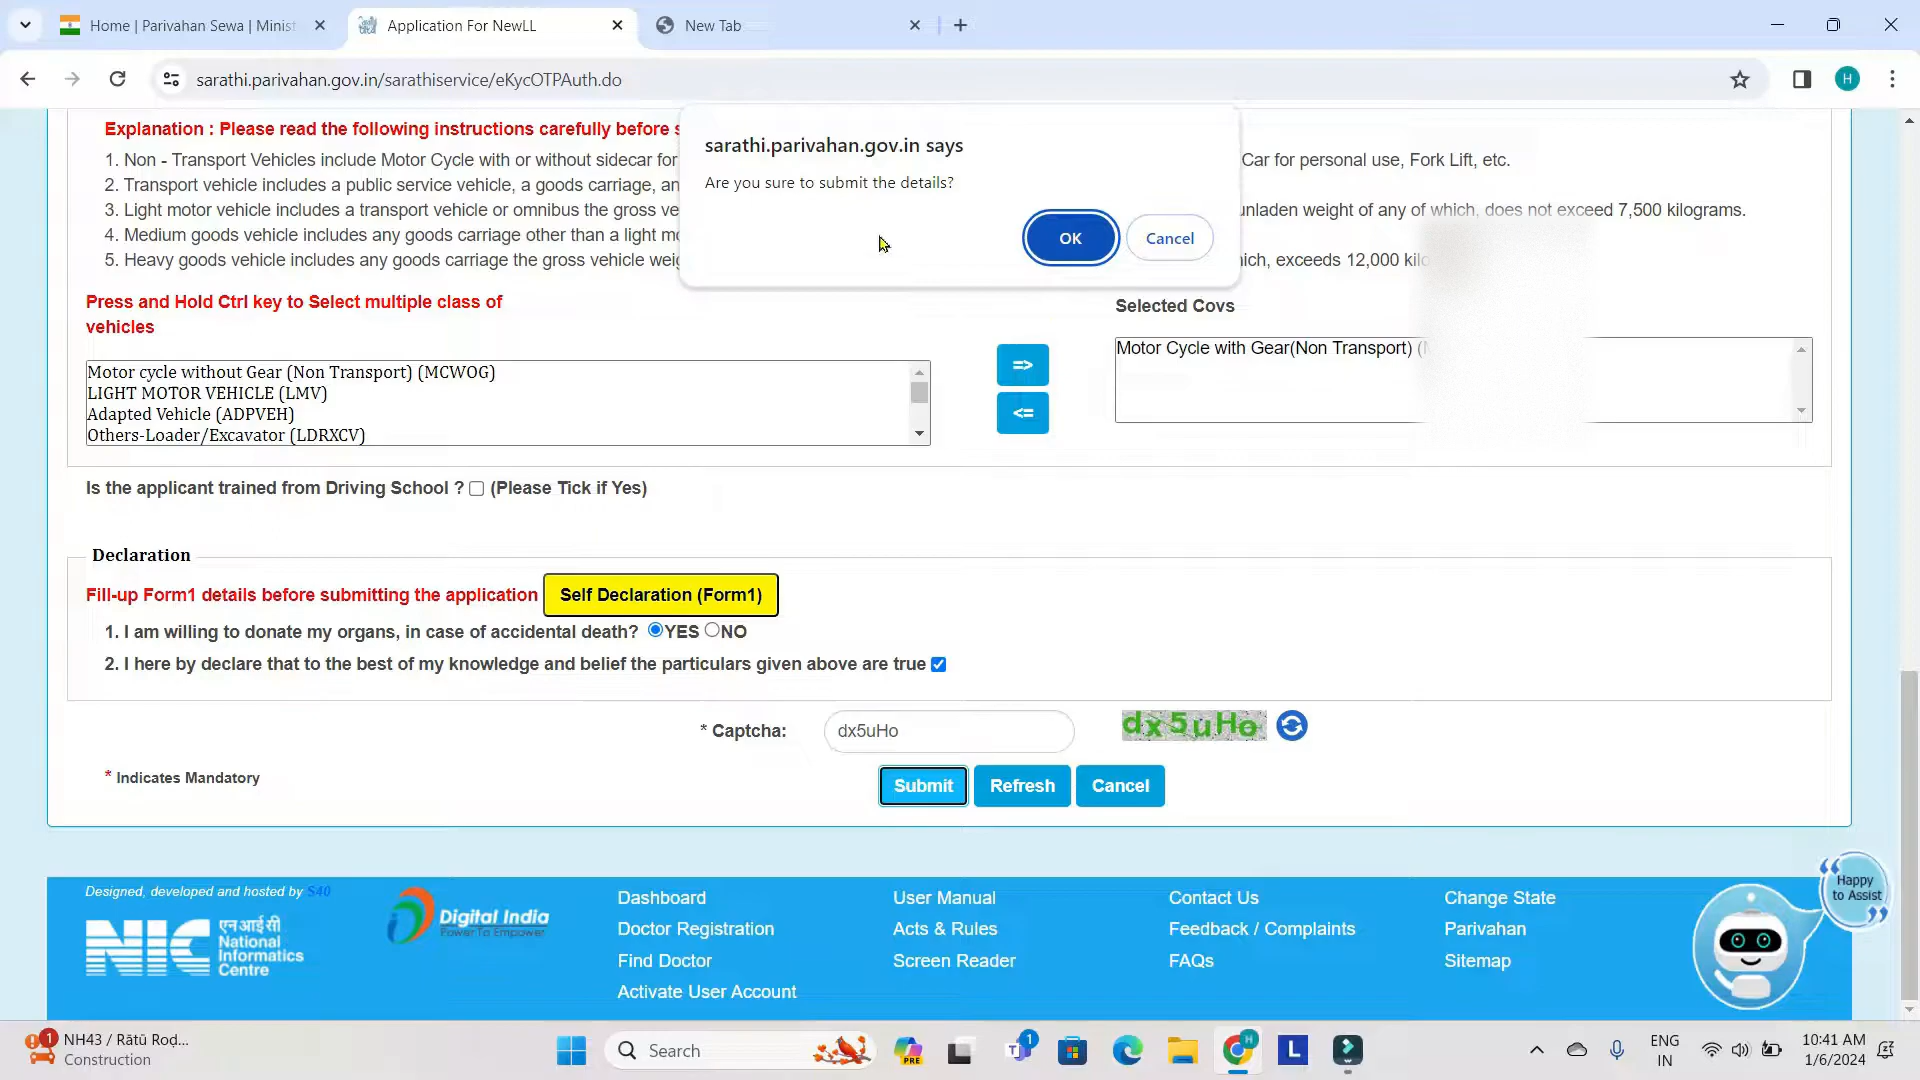 Home | Parivahan Sewa | Minist
Application For NewLL
New Tab
sarathi.parivahan.gov.in/sarathiservice/eKycOTPAuth.do
H
sarathi.parivahan.gov.in says
Are you sure to submit the details?
OK
Cancel
Explanation : Please read the following instructions carefully before s
1. Non - Transport Vehicles include Motor Cycle with or without sidecar for
Car for personal use, Fork Lift, etc.
2. Transport vehicle includes a public service vehicle, a goods carriage, an
3. Light motor vehicle includes a transport vehicle or omnibus the gross ve
unladen weight of any of which, does not exceed 7,500 kilograms.
4. Medium goods vehicle includes any goods carriage other than a light mo
5. Heavy goods vehicle includes any goods carriage the gross vehicle weig
ich, exceeds 12,000 kilo
Press and Hold Ctrl key to Select multiple class of
vehicles
Selected Covs
Motor cycle without Gear (Non Transport) (MCWOG)
LIGHT MOTOR VEHICLE (LMV)
Adapted Vehicle (ADPVEH)
Others-Loader/Excavator (LDRXCV)
=>
<=
Motor Cycle with Gear(Non Transport) (
Is the applicant trained from Driving School ? (Please Tick if Yes)
Declaration
Fill-up Form1 details before submitting the application Self Declaration (Form1)
1. I am willing to donate my organs, in case of accidental death? YES NO
2. I here by declare that to the best of my knowledge and belief the particulars given above are true
* Captcha:
dx5uHo
dx5uHo
* Indicates Mandatory
Submit
Refresh
Cancel
Designed, developed and hosted by S40
NIC
एन आई सी
National
Informatics
Centre
Digital India
Power To Empower
Dashboard
Doctor Registration
Find Doctor
Activate User Account
User Manual
Acts & Rules
Screen Reader
Contact Us
Feedback / Complaints
FAQs
Change State
Parivahan
Sitemap
Happy
to Assist
1
NH43 / Rātū Roḍ...
Construction
Search
PRE
1
H
L
ENG
IN
10:41 AM
1/6/2024